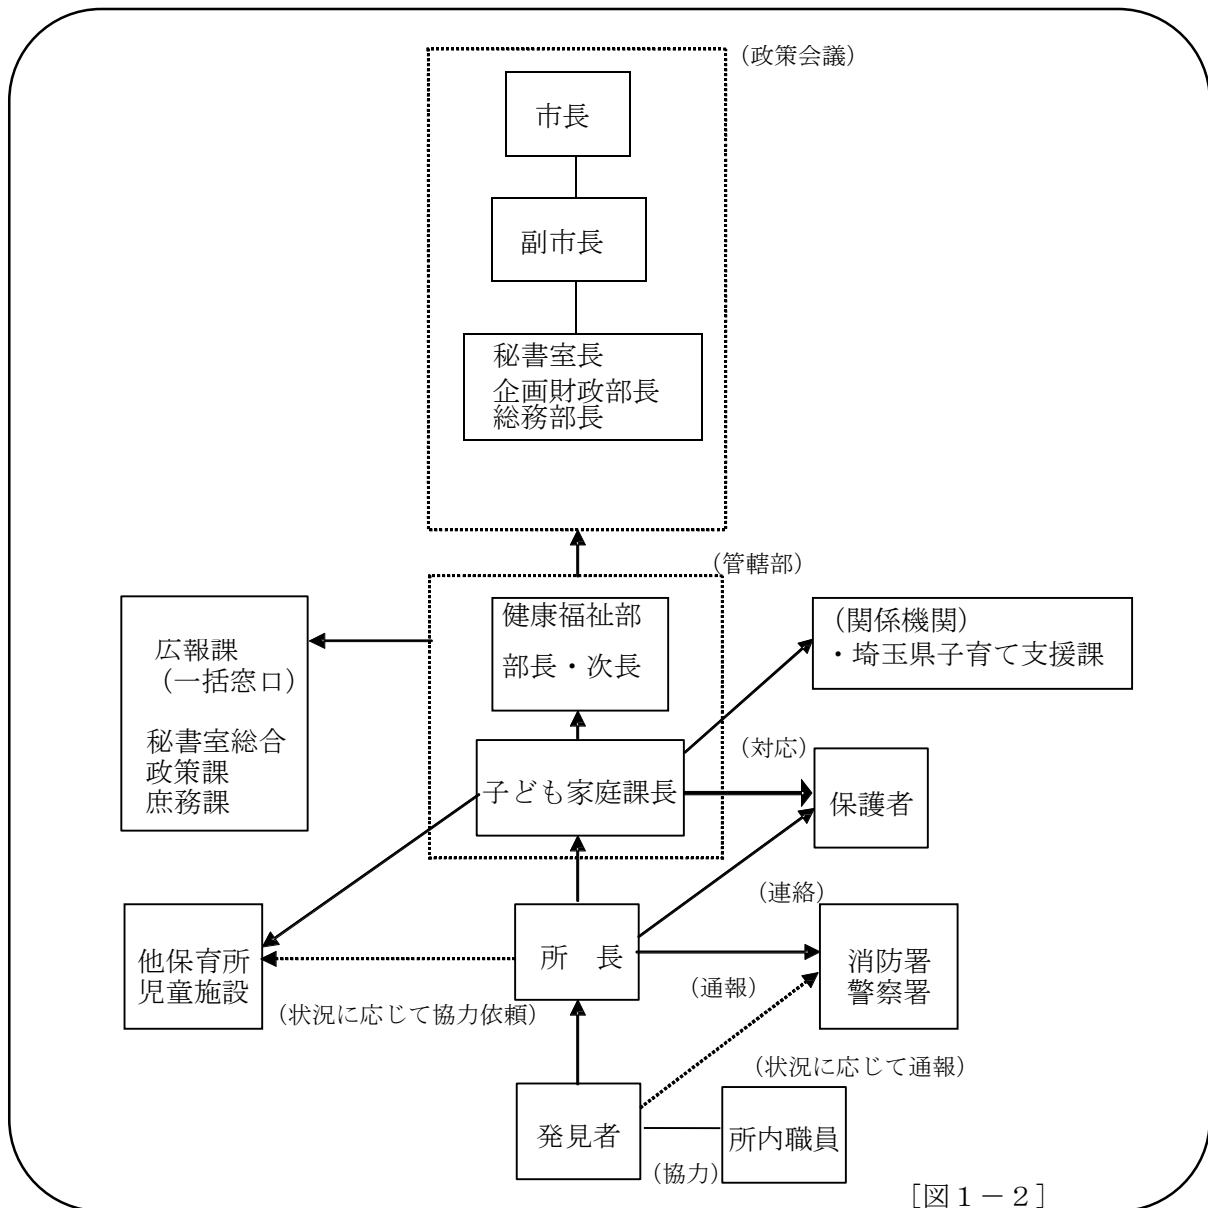 (政策会議)
市長
副市長
秘書室長
企画財政部長
総務部長
(管轄部)
健康福祉部
部長・次長
広報課
(一括窓口)
秘書室総合
政策課
庶務課
(関係機関)
・埼玉県子育て支援課
子ども家庭課長
(対応)
保護者
(連絡)
他保育所
児童施設
所　長
(通報)
消防署
警察署
(状況に応じて協力依頼)
(状況に応じて通報)
発見者
所内職員
(協力)
[図1－2]